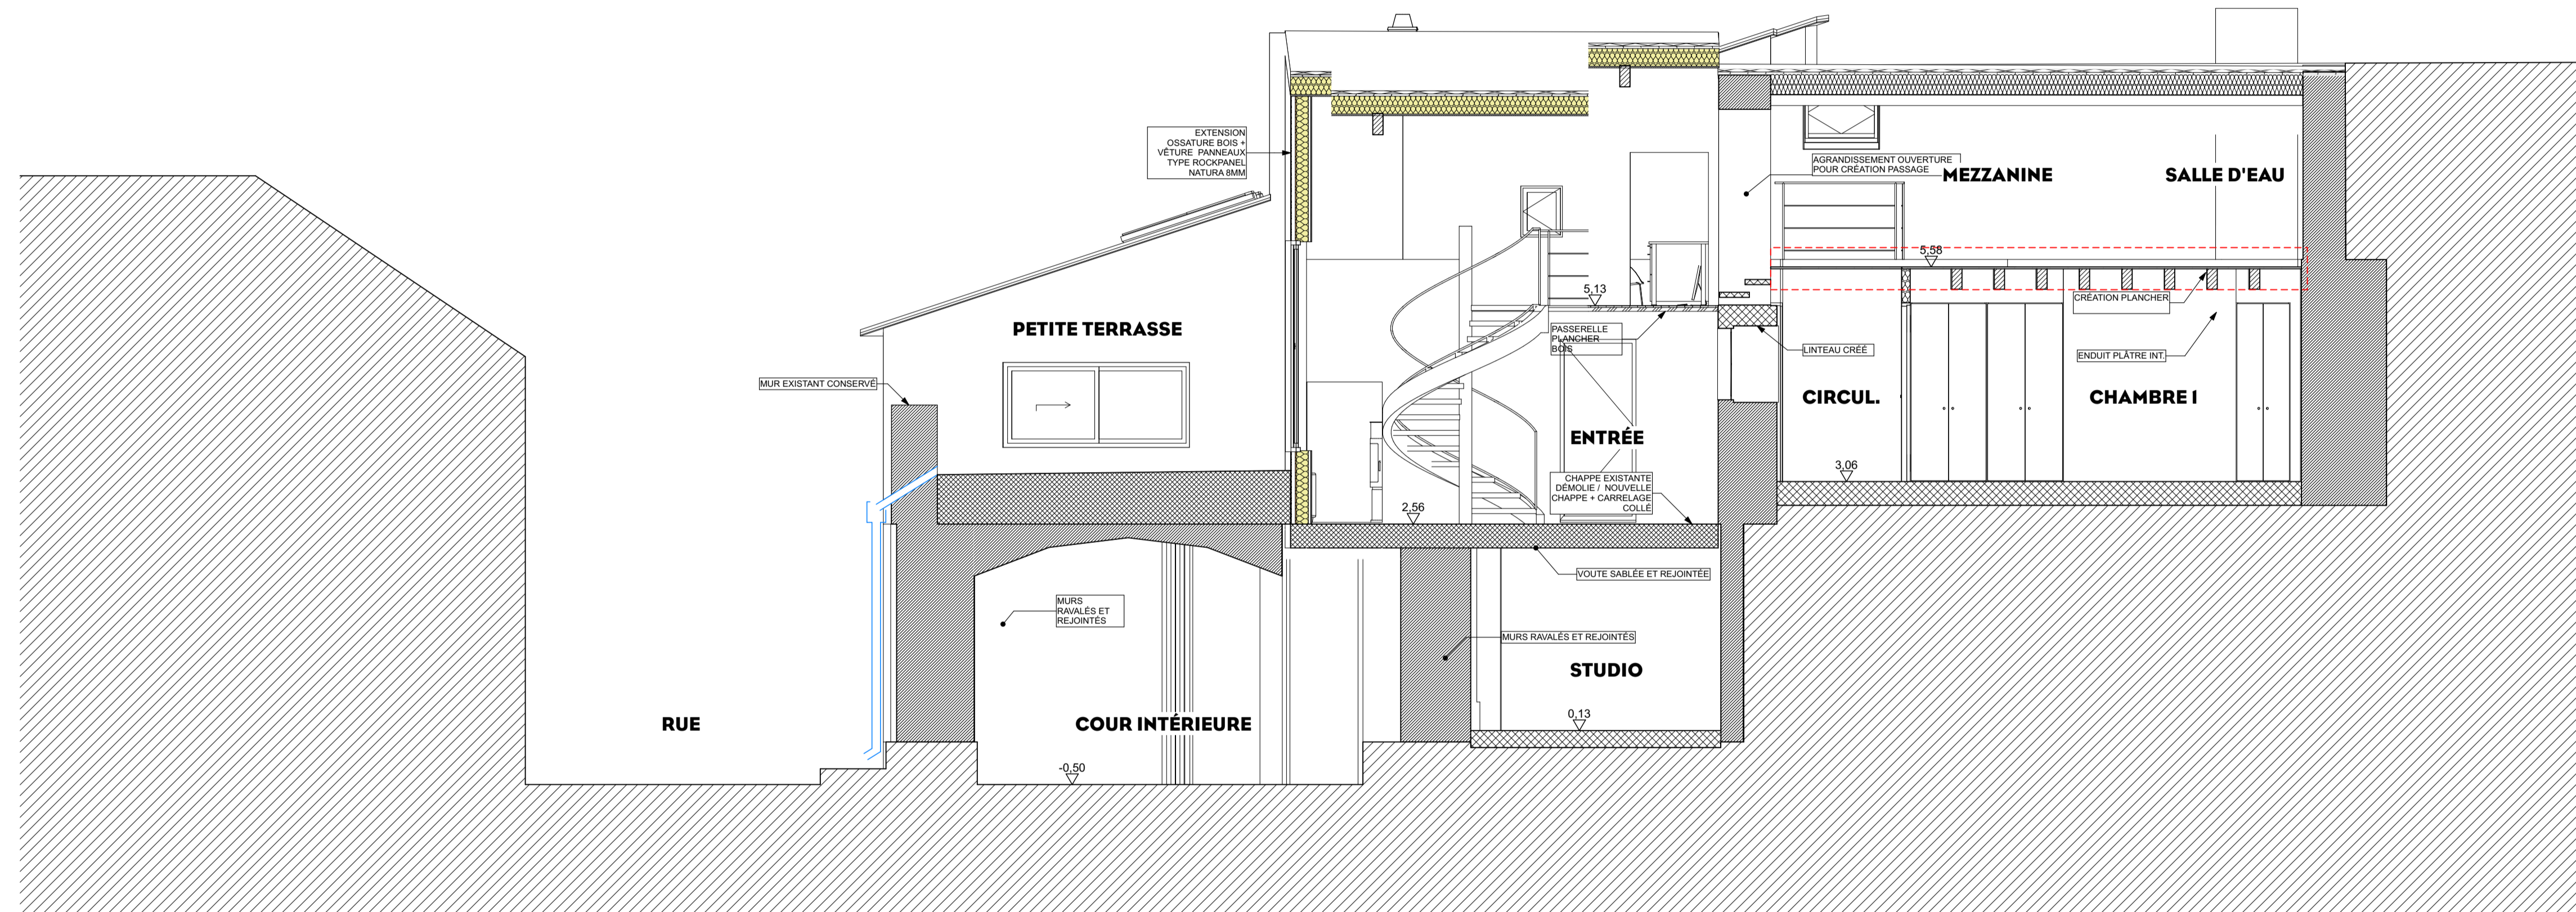 EXTENSION
OSSATURE BOIS +
VÊTURE PANNEAUX
TYPE ROCKPANEL
NATURA 8MM
AGRANDISSEMENT OUVERTURE
POUR CRÉATION PASSAGE
MEZZANINE
SALLE D'EAU
5,58
5,13
CRÉATION PLANCHER
PETITE TERRASSE
PASSERELLE
PLANCHER
BOIS
LINTEAU CRÉÉ
ENDUIT PLÂTRE INT.
MUR EXISTANT CONSERVÉ
CIRCUL.
CHAMBRE 1
ENTRÉE
3,06
CHAPPE EXISTANTE
DÉMOLIE / NOUVELLE
CHAPPE + CARRELAGE
COLLÉ
2,56
VOUTE SABLÉE ET REJOINTÉE
MURS
RAVALÉS ET
REJOINTÉS
MURS RAVALÉS ET REJOINTÉS
STUDIO
RUE
COUR INTÉRIEURE
0,13
-0,50